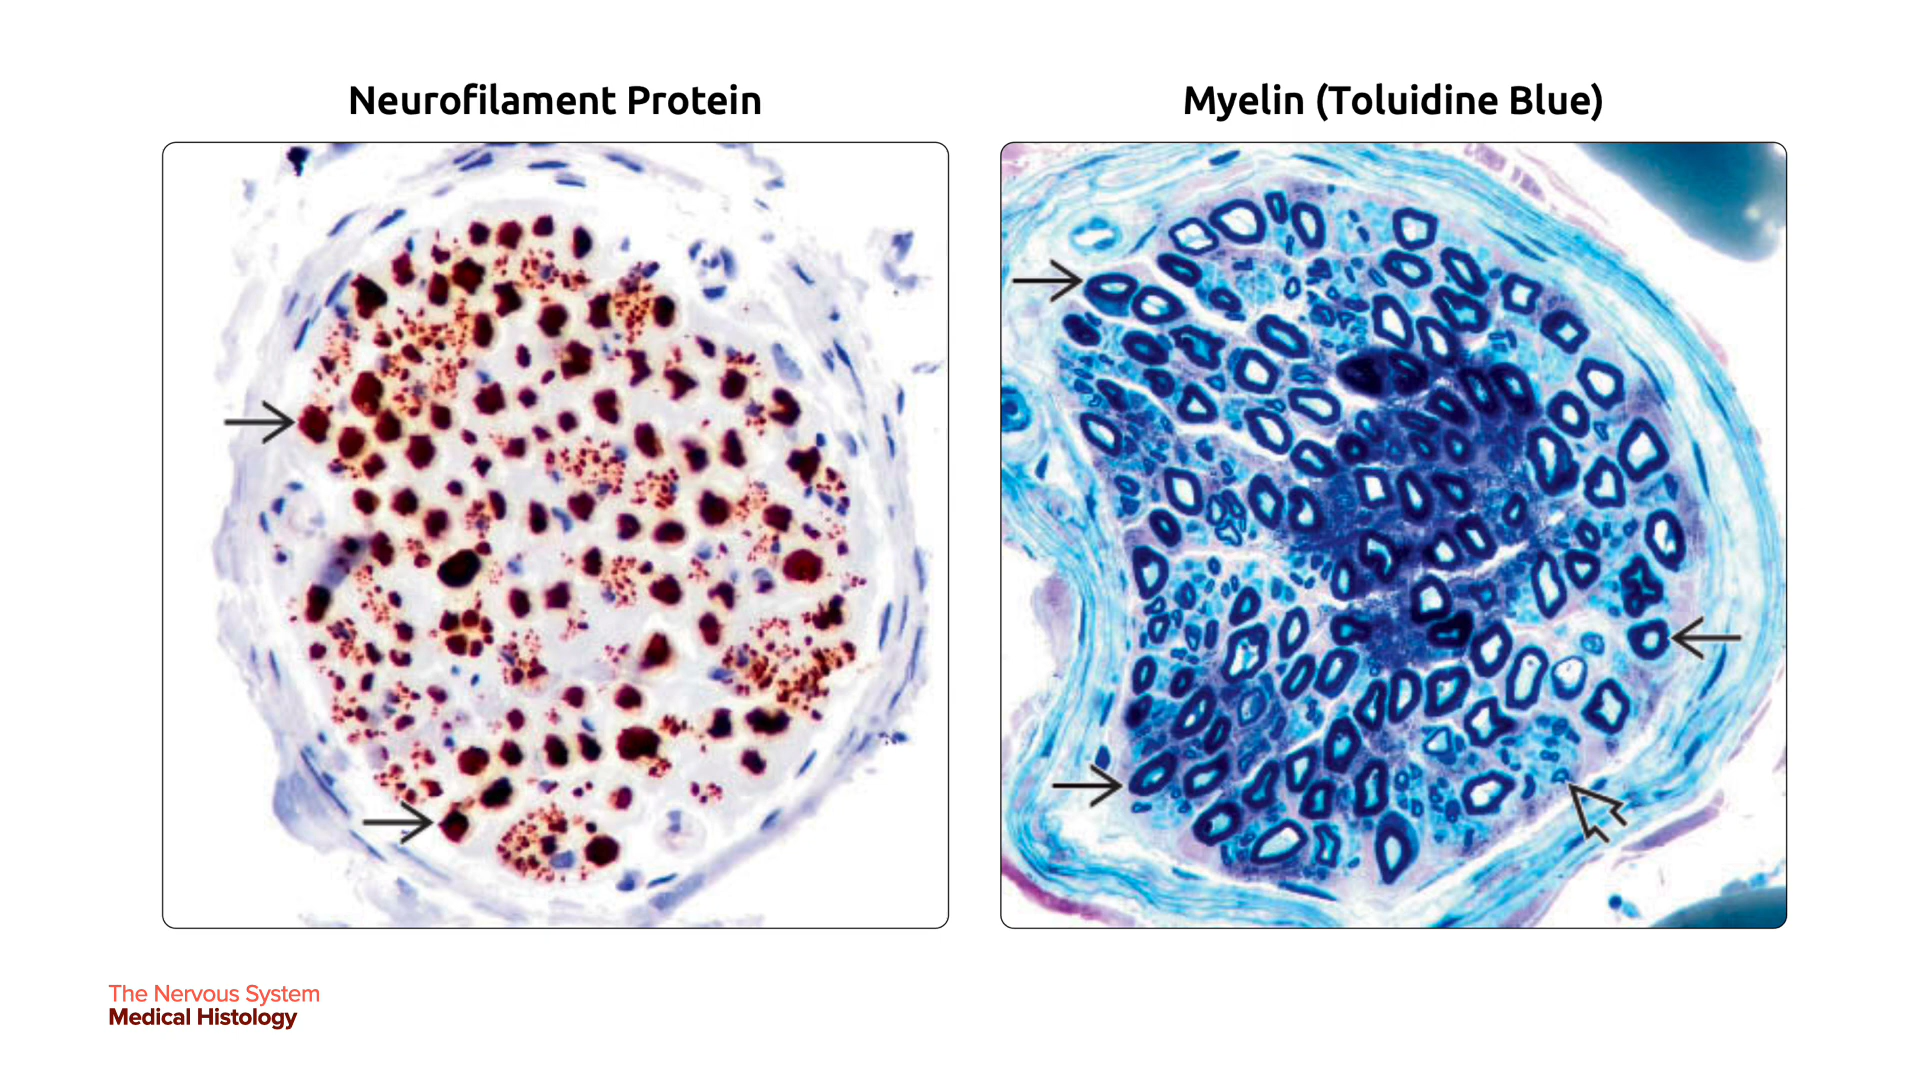 Neurofilament Protein
Myelin (Toluidine Blue)
The Nervous System
Medical Histology